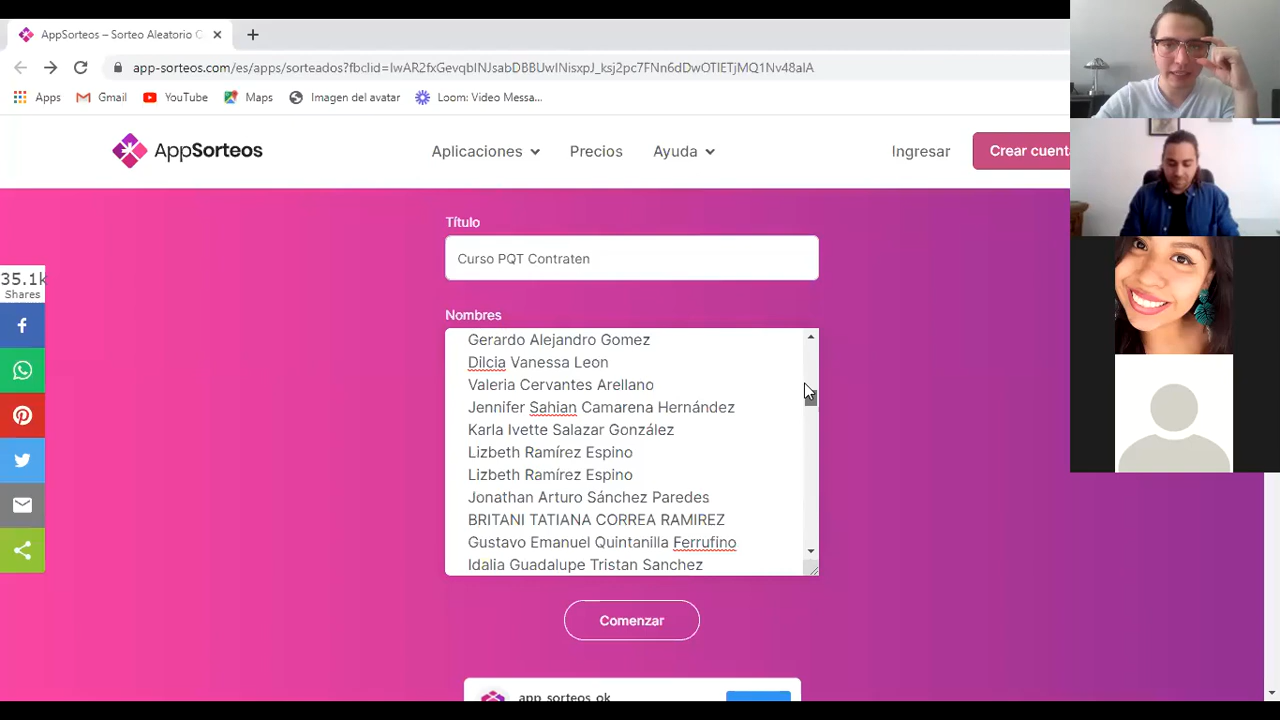 AppSorteos – Sorteo Aleatorio
app-sorteos.com/es/apps/sorteados?fbclid=IwAR2fxGevqbINJsabDBBUwINisxpJ_ksj2pc7FNn6dDwOTIETjMQ1Nv48aIA
Apps Gmail YouTube Maps Imagen del avatar Loom: Video Messa...
AppSorteos Aplicaciones Precios Ayuda Ingresar Crear cuenta
Título
Curso PQT Contraten
35.1k
Shares
Nombres
Gerardo Alejandro Gomez
Dilcia Vanessa Leon
Valeria Cervantes Arellano
Jennifer Sahian Camarena Hernández
Karla Ivette Salazar González
Lizbeth Ramírez Espino
Lizbeth Ramírez Espino
Jonathan Arturo Sánchez Paredes
BRITANI TATIANA CORREA RAMIREZ
Gustavo Emanuel Quintanilla Ferrufino
Idalia Guadalupe Tristan Sanchez
Comenzar
app_sorteos_ok